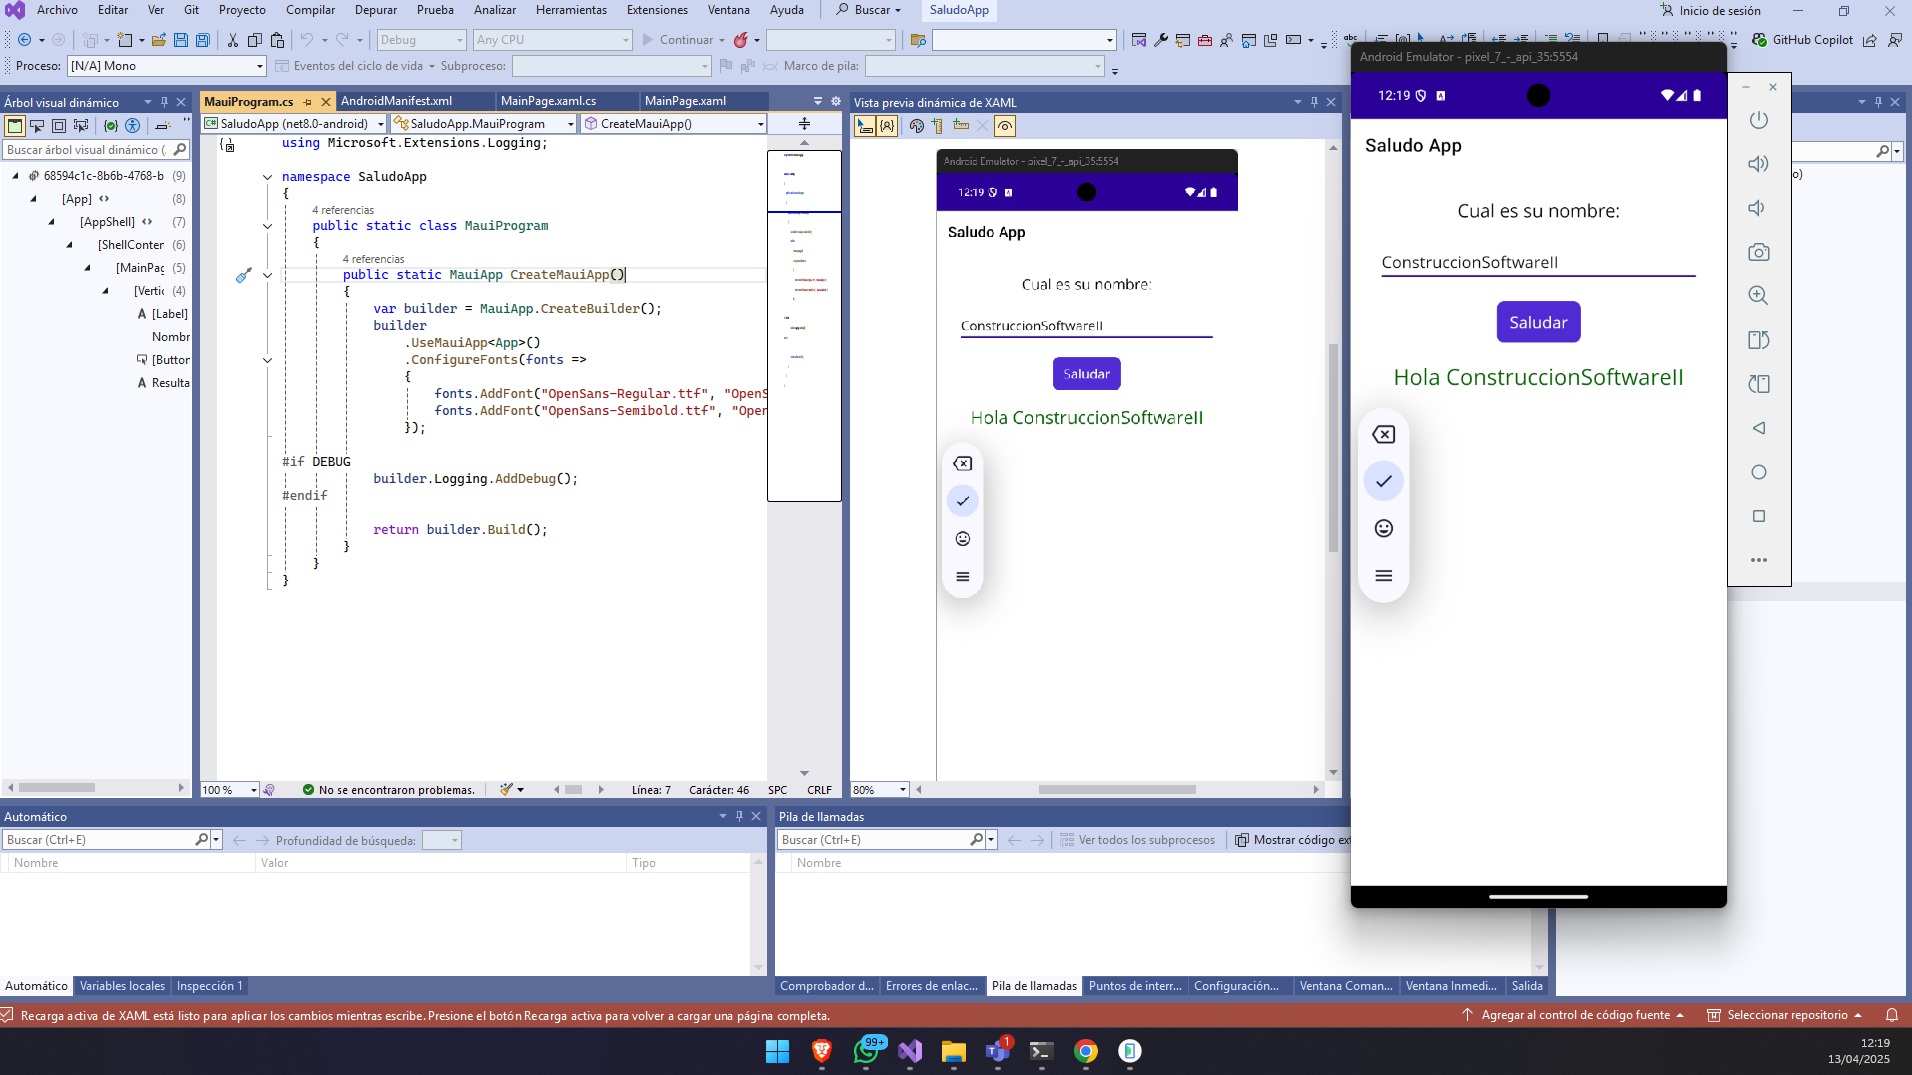 Archivo Editar Ver Git Proyecto Compilar Depurar Prueba Analizar Herramientas Extensiones Ventana Ayuda Buscar SaludoApp Inicio de sesión
Debug Any CPU Continuar GitHub Copilot
Proceso: [N/A] Mono Eventos del ciclo de vida Subproceso: Marco de pila:
Árbol visual dinámico
Buscar árbol visual dinámico (
68594c1c-8b6b-4768-b (9)
[App] (8)
[AppShell] (7)
[ShellConter (6)
[MainPag (5)
[Vertic (4)
[Label]
Nombr
[Buttor
Resulta
MauiProgram.cs AndroidManifest.xml MainPage.xaml.cs MainPage.xaml
SaludoApp (net8.0-android) SaludoApp.MauiProgram CreateMauiApp()
using Microsoft.Extensions.Logging;
namespace SaludoApp
{
4 referencias
public static class MauiProgram
{
4 referencias
public static MauiApp CreateMauiApp()
{
var builder = MauiApp.CreateBuilder();
builder
.UseMauiApp<App>()
.ConfigureFonts(fonts =>
{
fonts.AddFont("OpenSans-Regular.ttf", "OpenS
fonts.AddFont("OpenSans-Semibold.ttf", "Open
});
#if DEBUG
builder.Logging.AddDebug();
#endif
return builder.Build();
}
}
}
100 % No se encontraron problemas. Línea: 7 Carácter: 46 SPC CRLF
Vista previa dinámica de XAML
Android Emulator - pixel_7_-_api_35:5554
12:19
Saludo App
Cual es su nombre:
ConstruccionSoftwareII
Saludar
Hola ConstruccionSoftwareII
80%
Android Emulator - pixel_7_-_api_35:5554
12:19
Saludo App
Cual es su nombre:
ConstruccionSoftwareII
Saludar
Hola ConstruccionSoftwareII
o)
Automático
Buscar (Ctrl+E) Profundidad de búsqueda:
Nombre Valor Tipo
Automático Variables locales Inspección 1
Pila de llamadas
Buscar (Ctrl+E) Ver todos los subprocesos Mostrar código ext
Nombre
Comprobador d... Errores de enlac... Pila de llamadas Puntos de interr... Configuración... Ventana Coman... Ventana Inmedi... Salida
Recarga activa de XAML está listo para aplicar los cambios mientras escribe. Presione el botón Recarga activa para volver a cargar una página completa. Agregar al control de código fuente Seleccionar repositorio
99+ 1
12:19
13/04/2025